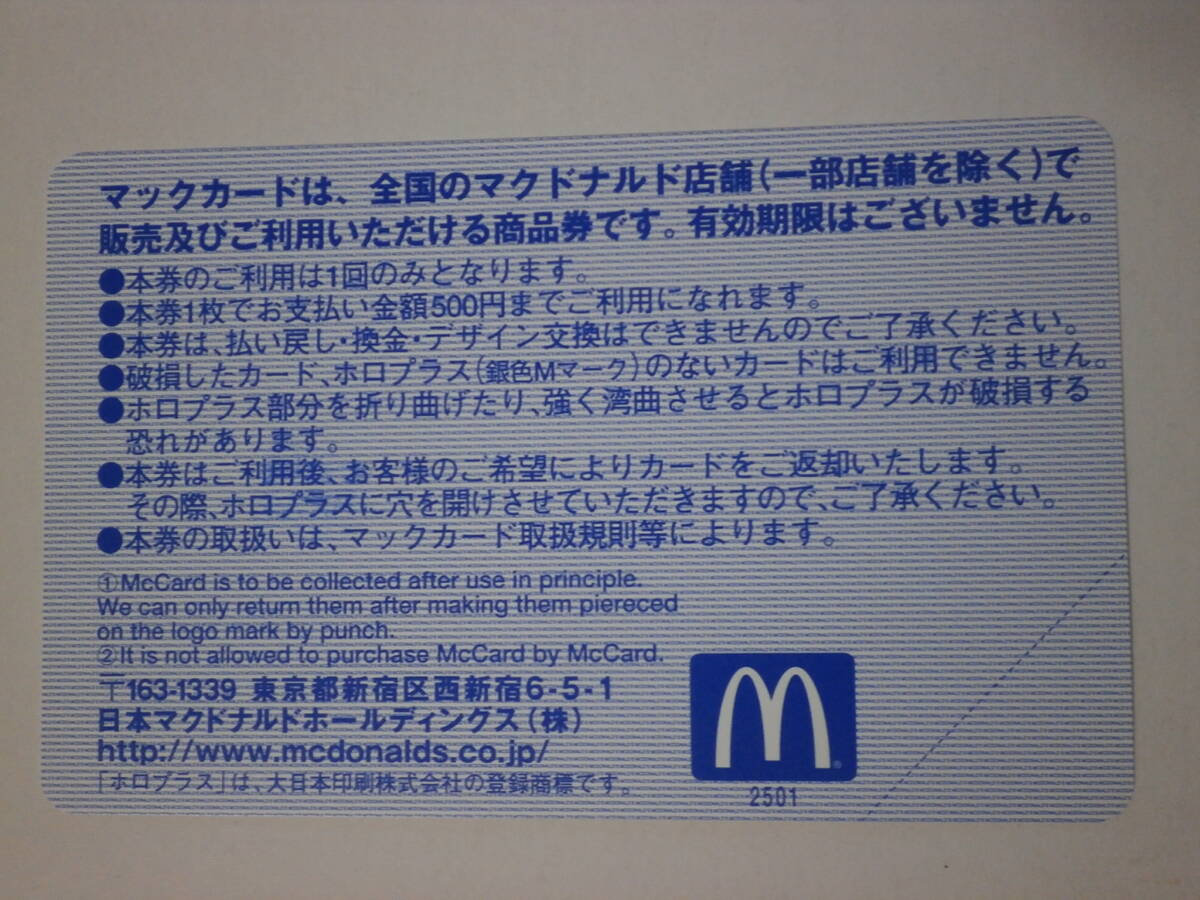 マックカードは、全国のマクドナルド店舗(一部店舗を除く)で
販売及びご利用いただける商品券です。有効期限はございません。
●本券のご利用は1回のみとなります。
●本券1枚でお支払い金額500円までご利用になれます。
●本券は、払い戻し・換金・デザイン交換はできませんのでご了承ください。
●破損したカード、ホロプラス(銀色Mマーク)のないカードはご利用できません。
●ホロプラス部分を折り曲げたり、強く湾曲させるとホロプラスが破損する
恐れがあります。
●本券はご利用後、お客様のご希望によりカードをご返却いたします。
その際、ホロプラスに穴を開けさせていただきますので、ご了承ください。
●本券の取扱いは、マックカード取扱規則等によります。
①McCard is to be collected after use in principle.
We can only return them after making them piereced
on the logo mark by punch.
②It is not allowed to purchase McCard by McCard.
〒163-1339 東京都新宿区西新宿6-5-1
日本マクドナルドホールディングス(株)
http://www.mcdonalds.co.jp/
「ホロプラス」は、大日本印刷株式会社の登録商標です。
M®
2501